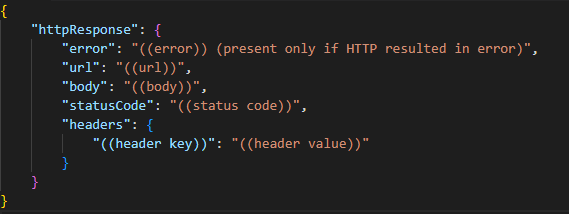 {
    "httpResponse": {
        "error": "((error)) (present only if HTTP resulted in error)",
        "url": "((url))",
        "body": "((body))",
        "statusCode": "((status code))",
        "headers": {
            "((header key))": "((header value))"
        }
    }
}